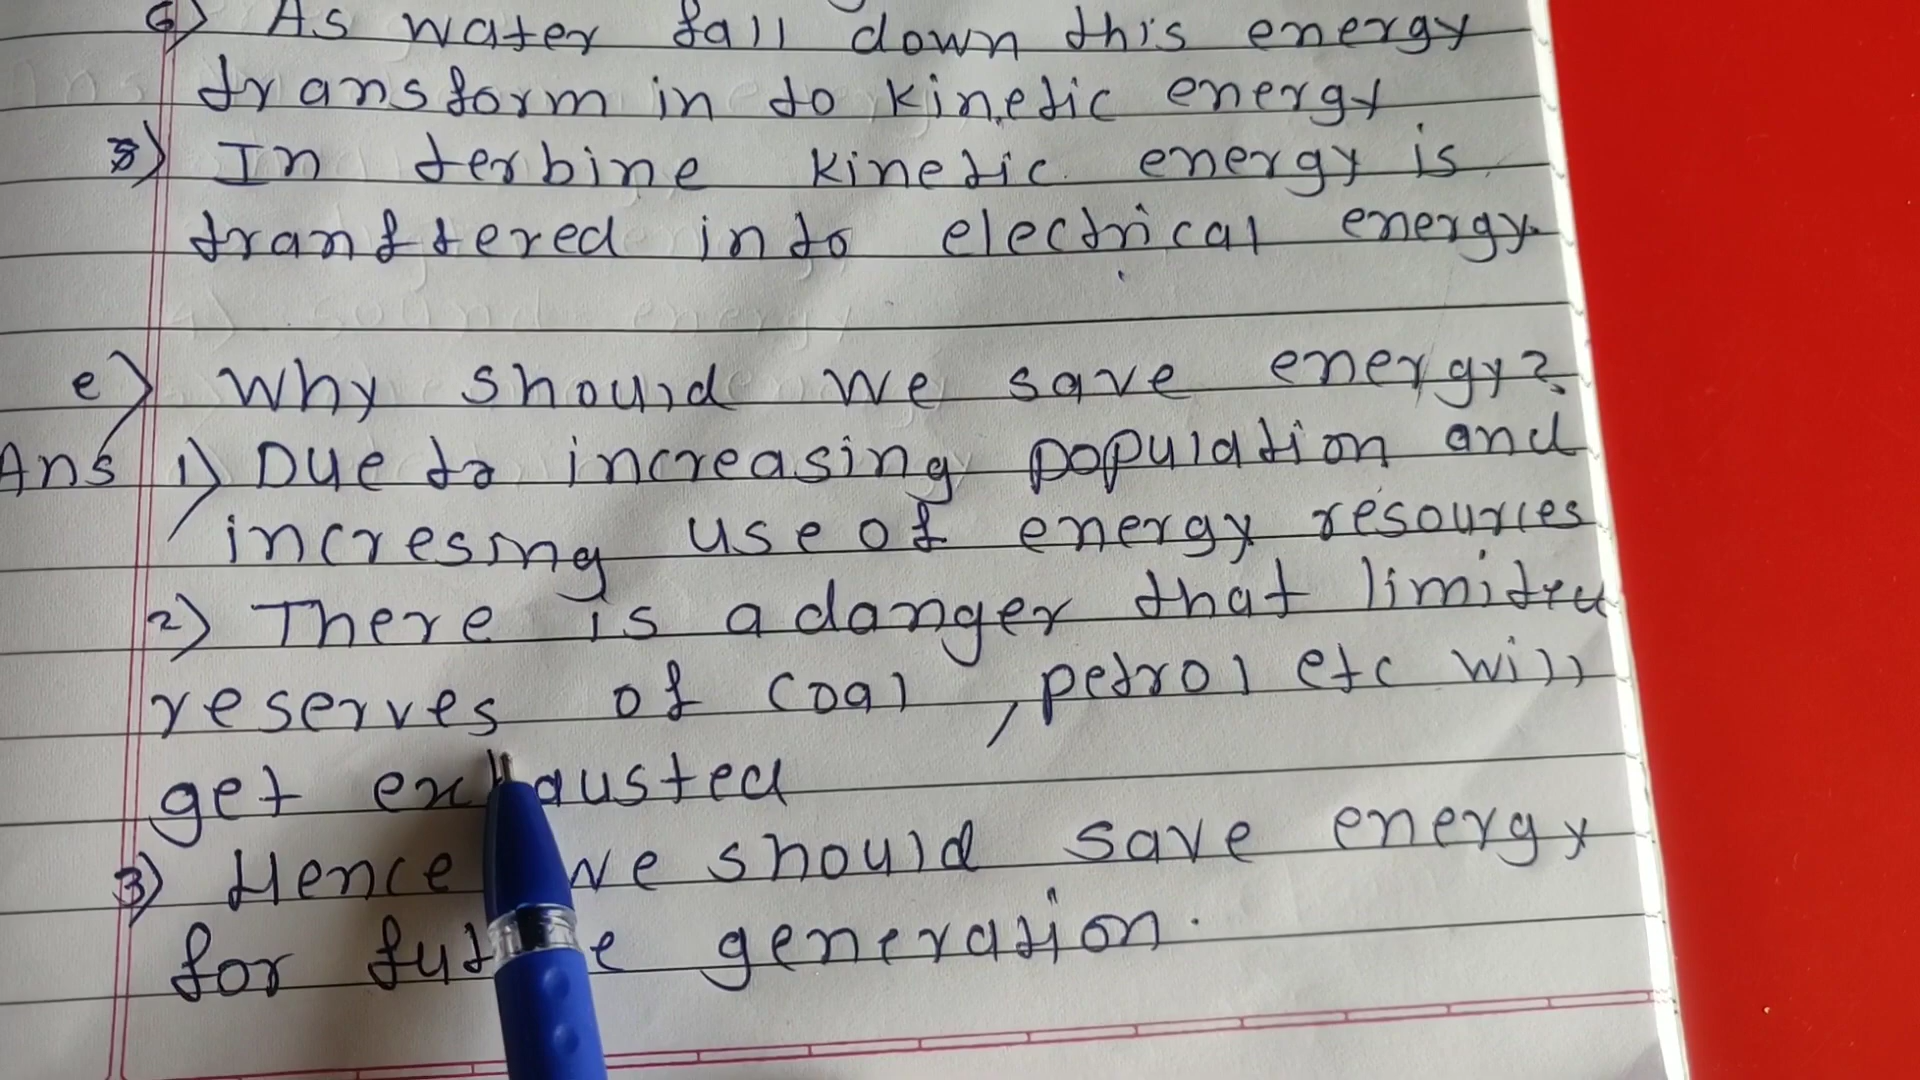 6) As water fall down this energy
transform in to kinetic energy
3) In terbine kinetic energy is
tranftered into electrical energy.
e) Why should we save energy?
Ans 1) Due to increasing population and
incresing use of energy resources
2) There is a danger that limited
reserves of coal, petrol etc will
get exhausted
3) Hence we should save energy
for future generation.